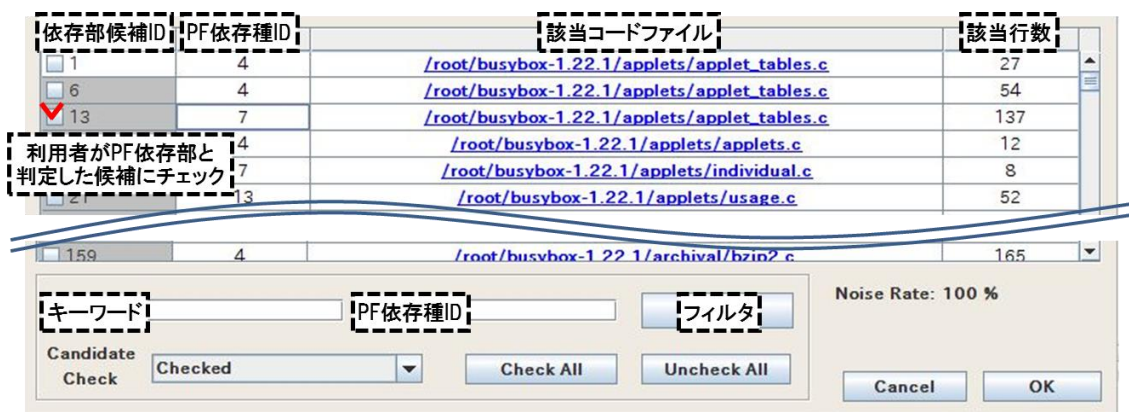 依存部候補ID PF依存種ID 該当コードファイル 該当行数
1 4 /root/busybox-1.22.1/applets/applet_tables.c 27
6 4 /root/busybox-1.22.1/applets/applet_tables.c 54
13 7 /root/busybox-1.22.1/applets/applet_tables.c 137
4 /root/busybox-1.22.1/applets/applets.c 12
利用者がPF依存部と
判定した候補にチェック
7 /root/busybox-1.22.1/applets/individual.c 8
21 13 /root/busybox-1.22.1/applets/usage.c 52
159 4 /root/busybox-1.22.1/archival/bzip2.c 165
キーワード PF依存種ID フィルタ Noise Rate: 100 %
Candidate
Check Checked Check All Uncheck All
Cancel OK